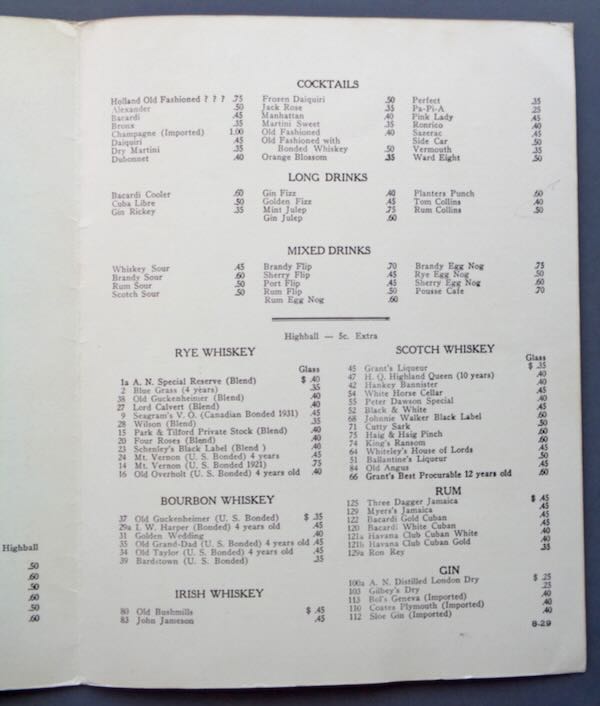 COCKTAILS
Holland Old Fashioned ? ? ? .75
Alexander .50
Bacardi .45
Bronx .35
Champagne (Imported) 1.00
Daiquiri .45
Dry Martini .35
Dubonnet .40
Frozen Daiquiri .50
Jack Rose .35
Manhattan .40
Martini Sweet .35
Old Fashioned .40
Old Fashioned with
Bonded Whiskey .50
Orange Blossom .35
Perfect .35
Pa-Pi-A .25
Pink Lady .45
Ronrico .40
Sazerac .45
Side Car .50
Vermouth .35
Ward Eight .50
LONG DRINKS
Bacardi Cooler .60
Cuba Libre .50
Gin Rickey .35
Gin Fizz .40
Golden Fizz .45
Mint Julep .75
Gin Julep .60
Planters Punch .60
Tom Collins .40
Rum Collins .50
MIXED DRINKS
Whiskey Sour .45
Brandy Sour .60
Rum Sour .50
Scotch Sour .50
Brandy Flip .70
Sherry Flip .45
Port Flip .45
Rum Flip .50
Rum Egg Nog .60
Brandy Egg Nog .75
Rye Egg Nog .50
Sherry Egg Nog .60
Pousse Cafe .70
Highball — 5c. Extra
RYE WHISKEY
Glass
1a A. N. Special Reserve (Blend) $ .40
2 Blue Grass (4 years) .35
38 Old Guckenheimer (Blend) .40
27 Lord Calvert (Blend) .40
9 Seagram's V. O. (Canadian Bonded 1931) .45
28 Wilson (Blend) .35
15 Park & Tilford Private Stock (Blend) .40
20 Four Roses (Blend) .40
23 Schenley's Black Label (Blend) .40
24 Mt. Vernon (U. S. Bonded) 4 years .45
14 Mt. Vernon (U. S. Bonded 1921) .75
16 Old Overholt (U. S. Bonded) 4 years old .40
BOURBON WHISKEY
37 Old Guckenheimer (U. S. Bonded) $ .35
29a I. W. Harper (Bonded) 4 years old .45
31 Golden Wedding .40
35 Old Grand-Dad (U. S. Bonded) 4 years old .45
34 Old Taylor (U. S. Bonded) 4 years old .45
39 Bardstown (U. S. Bonded) .35
IRISH WHISKEY
80 Old Bushmills $ .45
83 John Jameson .45
SCOTCH WHISKEY
Glass
45 Grant's Liqueur $ .35
47 H. Q. Highland Queen (10 years) .40
42 Hankey Bannister .40
54 White Horse Cellar .40
55 Peter Dawson Special .40
52 Black & White .45
68 Johnnie Walker Black Label .60
71 Cutty Sark .50
75 Haig & Haig Pinch .60
74 King's Ransom .60
64 Whiteley's House of Lords .45
51 Ballantine's Liqueur .50
84 Old Angus .45
66 Grant's Best Procurable 12 years old .60
RUM
125 Three Dagger Jamaica $ .45
129 Myers's Jamaica .45
122 Bacardi Gold Cuban .45
120 Bacardi White Cuban .45
121a Havana Club Cuban White .40
121b Havana Club Cuban Gold .40
129a Ron Rey .35
GIN
100a A. N. Distilled London Dry $ .25
103 Gilbey's Dry .25
113 Bol's Geneva (Imported) .40
110 Coates Plymouth (Imported) .40
112 Sloe Gin (Imported) .40
8-29
Highball
.50
.60
.50
.60
.50
.60